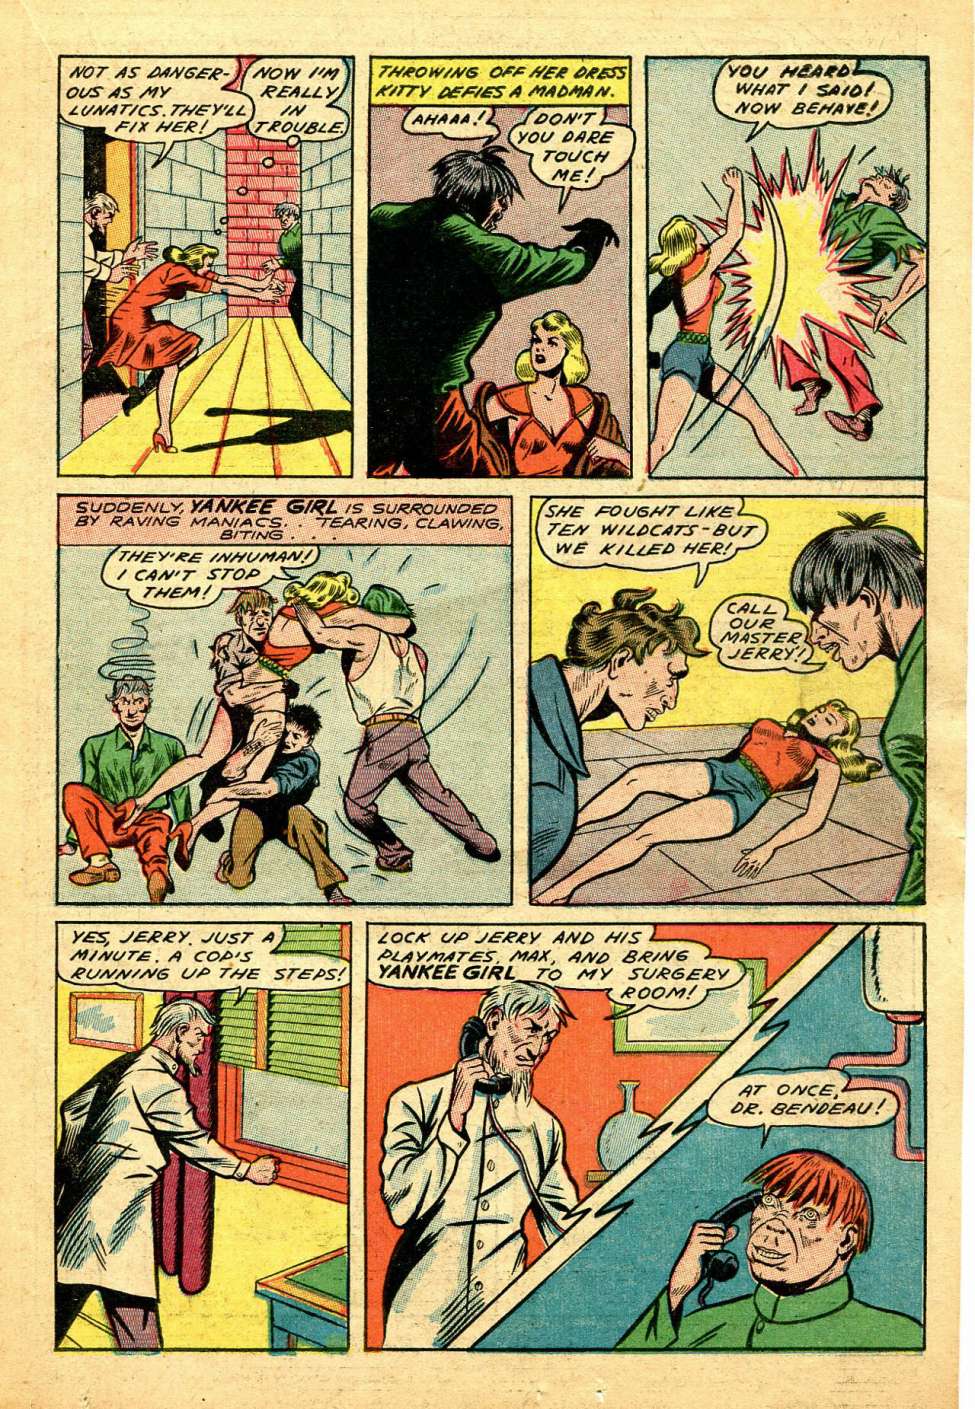 NOT AS DANGER-
OUS AS MY
LUNATICS. THEY'LL
FIX HER!
NOW I'M
REALLY
IN
TROUBLE.
THROWING OFF HER DRESS
KITTY DEFIES A MADMAN.
AHAAA!
DON'T
YOU DARE
TOUCH
ME!
YOU HEARD
WHAT I SAID!
NOW BEHAVE!
SUDDENLY, YANKEE GIRL IS SURROUNDED
BY RAVING MANIACS. . TEARING, CLAWING,
BITING . . . .
THEY'RE INHUMAN!
I CAN'T STOP
THEM!
SHE FOUGHT LIKE
TEN WILDCATS-BUT
WE KILLED HER!
CALL
OUR
MASTER
JERRY!
YES, JERRY. JUST A
MINUTE. A COP'S
RUNNING UP THE STEPS!
LOCK UP JERRY AND HIS
PLAYMATES, MAX, AND BRING
YANKEE GIRL TO MY SURGERY
ROOM!
AT ONCE,
DR. BENDEAU!